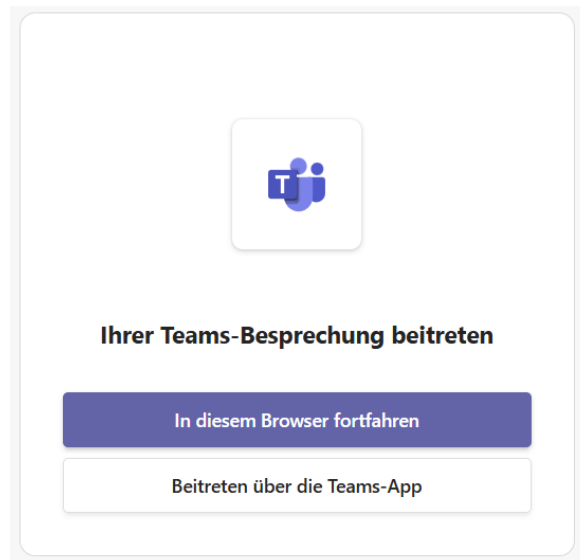 T
Ihrer Teams-Besprechung beitreten
In diesem Browser fortfahren
Beitreten über die Teams-App